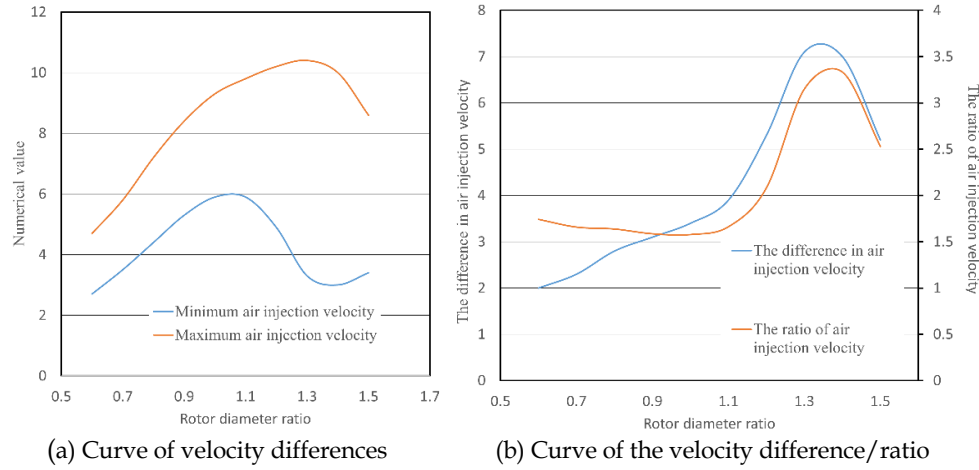 12
10
8
6
4
2
0
Numerical value
0.5
0.7
0.9
1.1
1.3
1.5
1.7
Rotor diameter ratio
Minimum air injection velocity
Maximum air injection velocity
(a) Curve of velocity differences
8
7
6
5
4
3
2
1
0
The difference in air injection velocity
4
3.5
3
2.5
2
1.5
1
0.5
0
The ratio of air
injection velocity
0.5
0.7
0.9
1.1
1.3
1.5
Rotor diameter ratio
The difference in air
injection velocity
The ratio of air
injection velocity
(b) Curve of the velocity difference/ratio